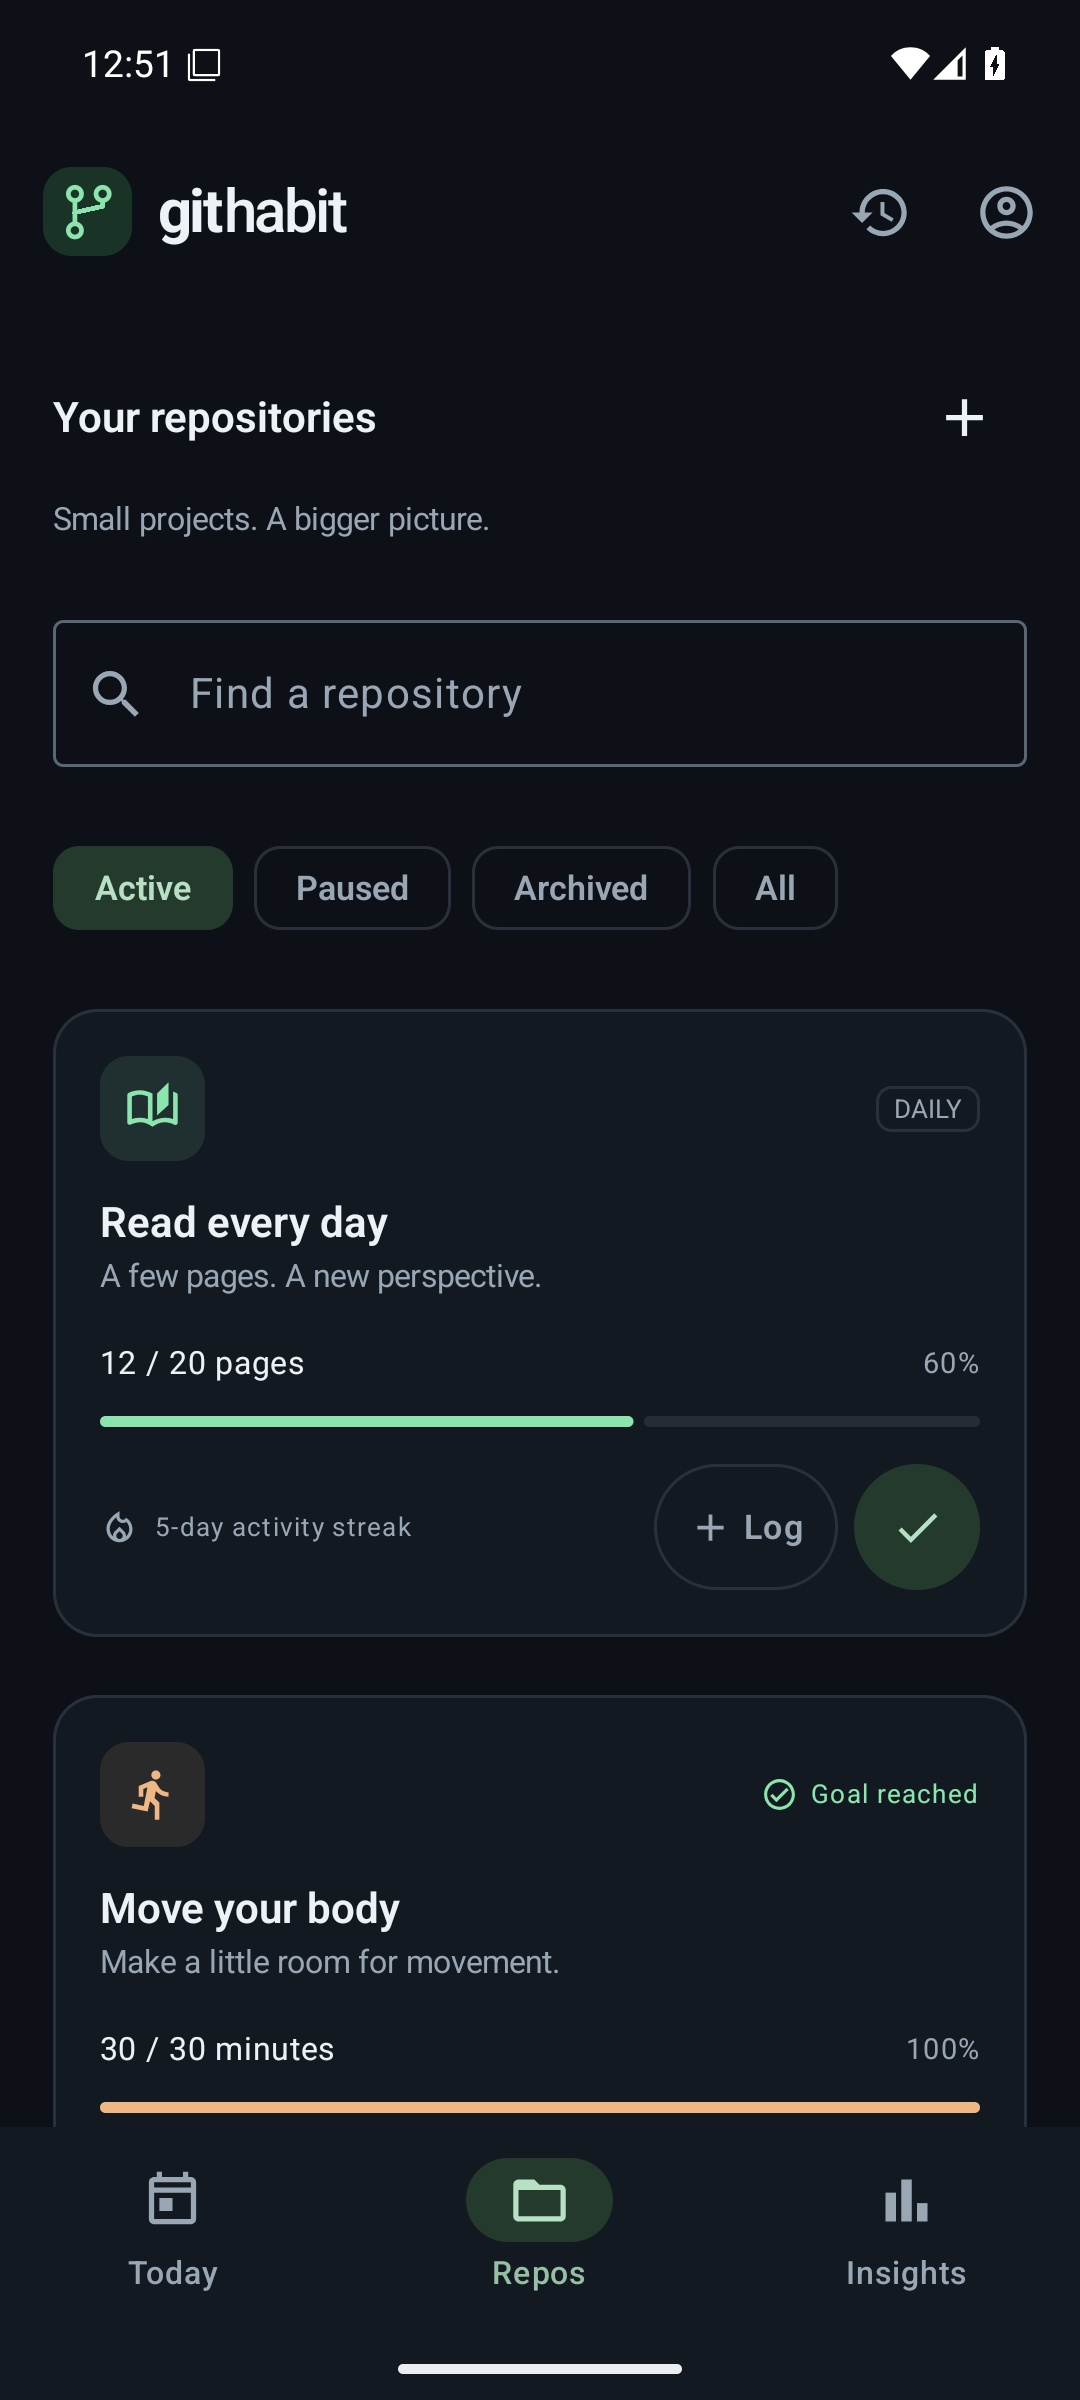 12:51
githabit
Your repositories
Small projects. A bigger picture.
Find a repository
Active Paused Archived All
DAILY
Read every day
A few pages. A new perspective.
12 / 20 pages 60%
5-day activity streak + Log
Goal reached
Move your body
Make a little room for movement.
30 / 30 minutes 100%
Today Repos Insights